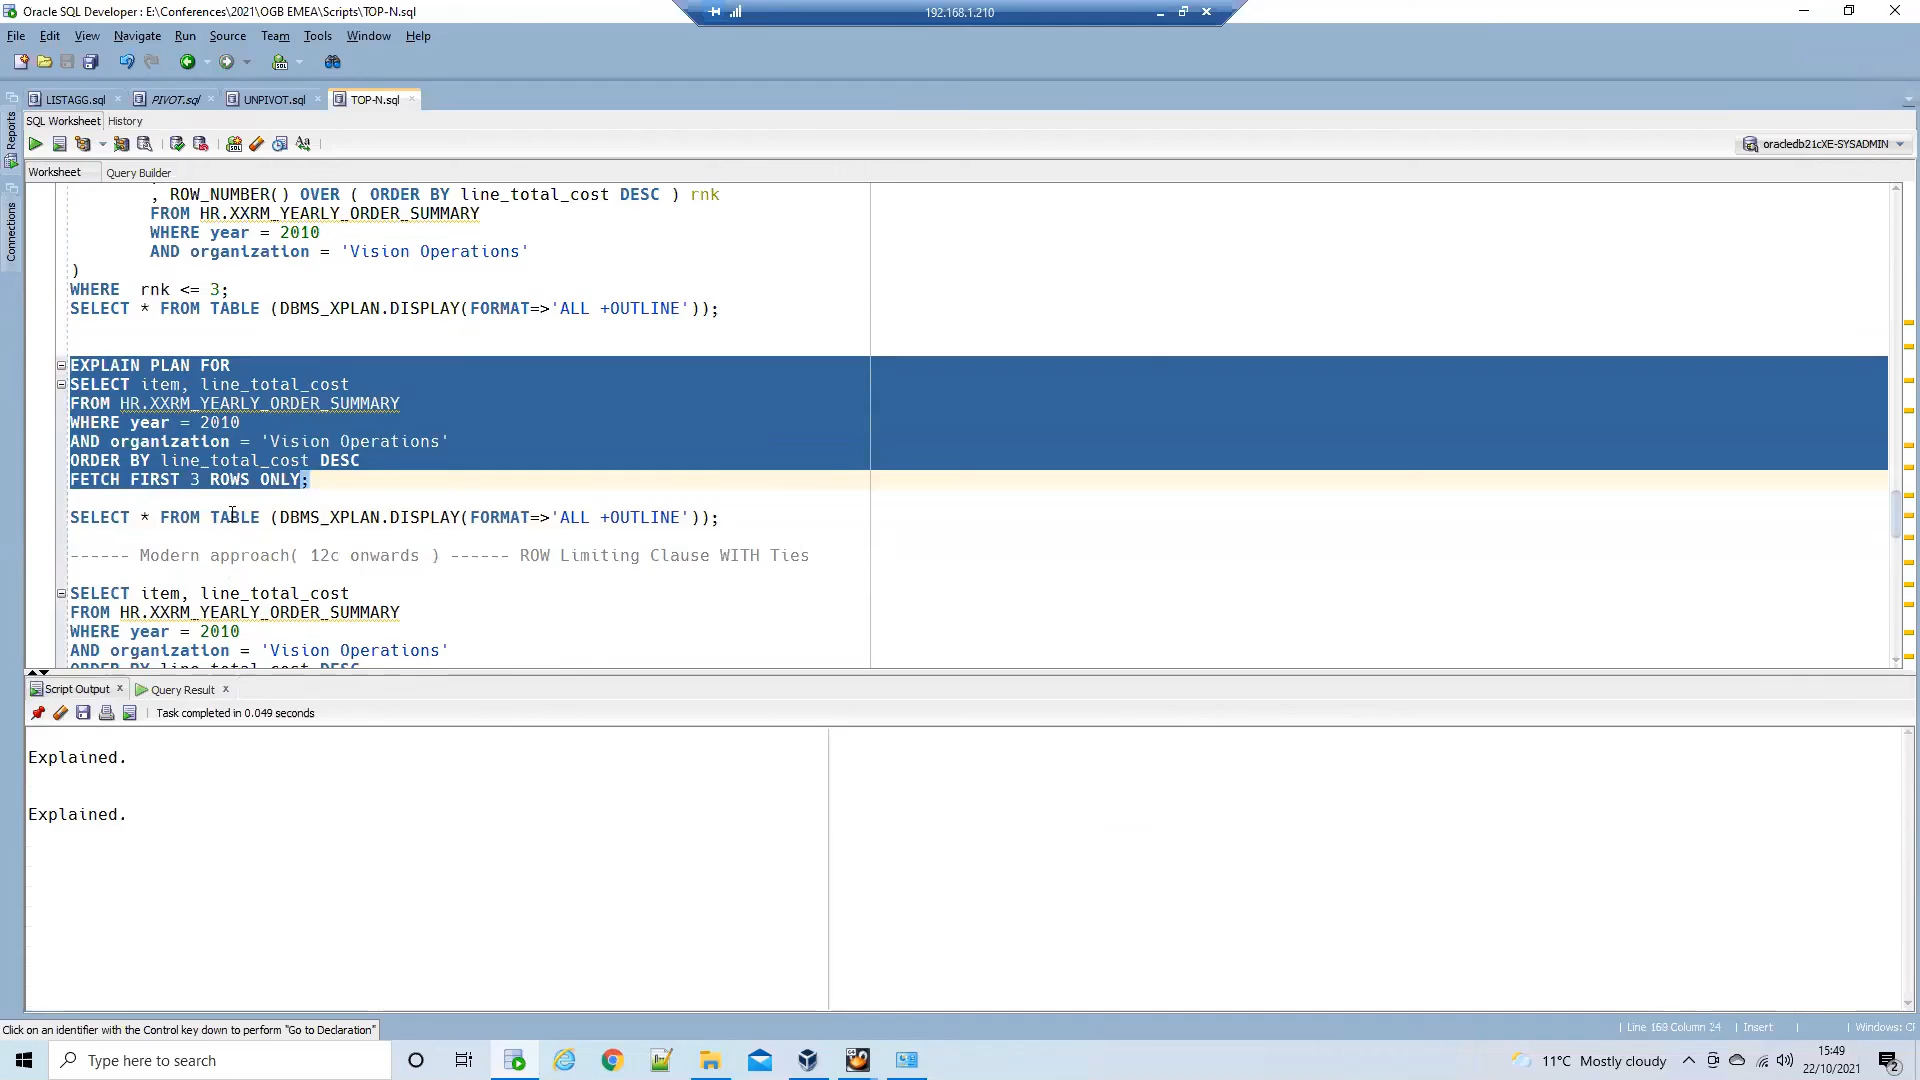 Oracle SQL Developer : E:\Conferences\2021\OGB EMEA\Scripts\TOP-N.sql
192.168.1.210
File Edit View Navigate Run Source Team Tools Window Help
LISTAGG.sql PIVOT.sql UNPIVOT.sql TOP-N.sql
SQL Worksheet History
oracledb21cXE-SYSADMIN
Worksheet Query Builder
, ROW_NUMBER() OVER ( ORDER BY line_total_cost DESC ) rnk
FROM HR.XXRM_YEARLY_ORDER_SUMMARY
WHERE year = 2010
AND organization = 'Vision Operations'
)
WHERE rnk <= 3;
SELECT * FROM TABLE (DBMS_XPLAN.DISPLAY(FORMAT=>'ALL +OUTLINE'));
EXPLAIN PLAN FOR
SELECT item, line_total_cost
FROM HR.XXRM_YEARLY_ORDER_SUMMARY
WHERE year = 2010
AND organization = 'Vision Operations'
ORDER BY line_total_cost DESC
FETCH FIRST 3 ROWS ONLY;
SELECT * FROM TABLE (DBMS_XPLAN.DISPLAY(FORMAT=>'ALL +OUTLINE'));
------ Modern approach( 12c onwards ) ------ ROW Limiting Clause WITH Ties
SELECT item, line_total_cost
FROM HR.XXRM_YEARLY_ORDER_SUMMARY
WHERE year = 2010
AND organization = 'Vision Operations'
ORDER BY line_total_cost DESC
Script Output Query Result
Task completed in 0.049 seconds
Explained.
Explained.
Click on an identifier with the Control key down to perform "Go to Declaration"
Line 169 Column 24 Insert Windows: CF
Reports
Connections
Type here to search
11°C Mostly cloudy
15:49
22/10/2021
2